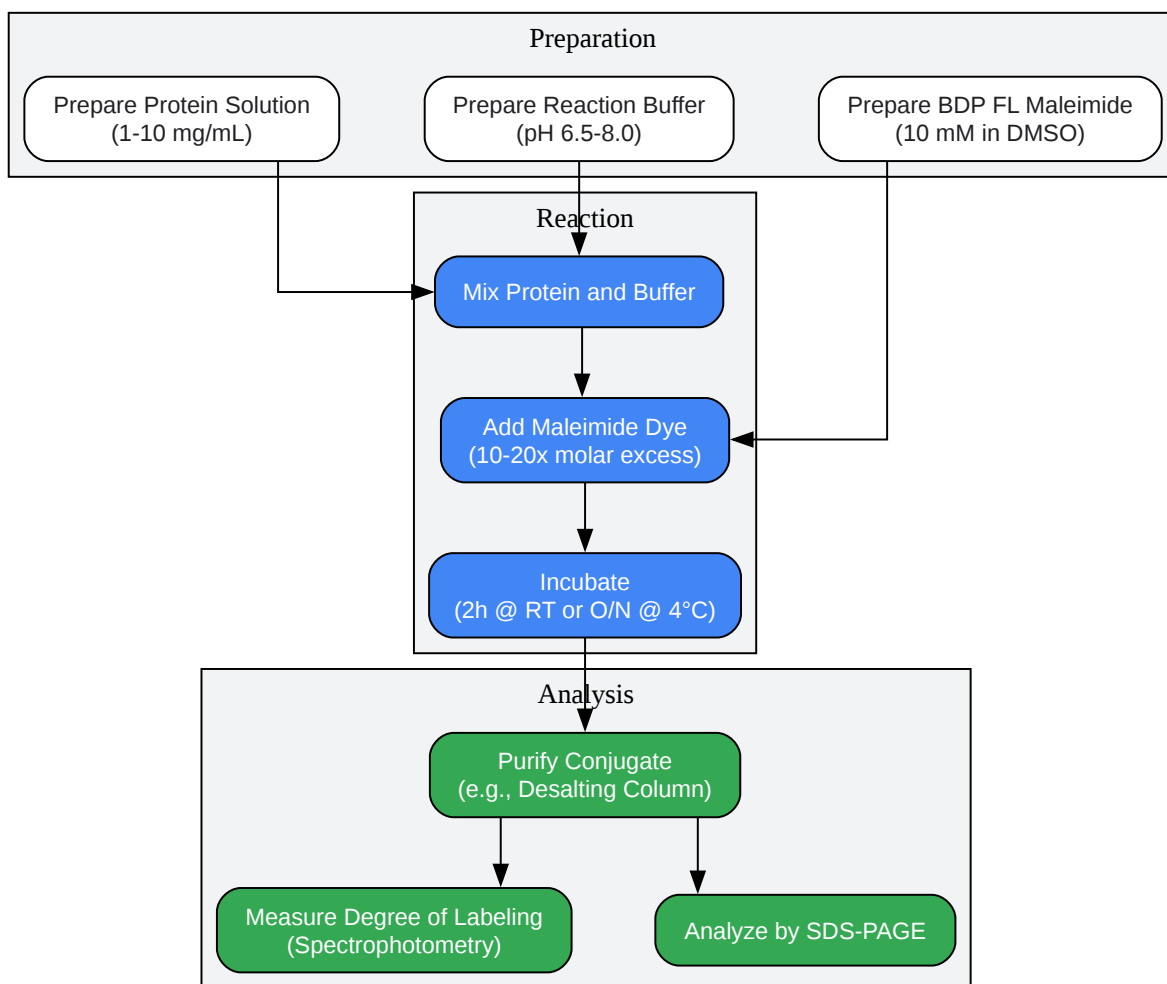 Preparation
Prepare Protein Solution
(1-10 mg/mL)
Prepare Reaction Buffer
(pH 6.5-8.0)
Prepare BDP FL Maleimide
(10 mM in DMSO)
Reaction
Mix Protein and Buffer
Add Maleimide Dye
(10-20x molar excess)
Incubate
(2h @ RT or O/N @ 4°C)
Analysis
Purify Conjugate
(e.g., Desalting Column)
Measure Degree of Labeling
(Spectrophotometry)
Analyze by SDS-PAGE